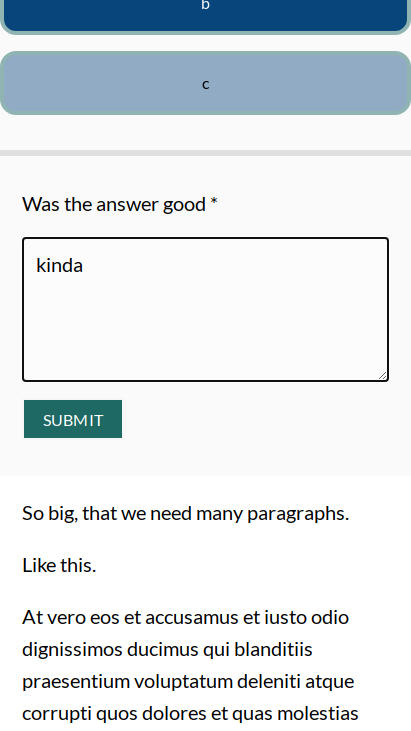 b
c
Was the answer good *
kinda
SUBMIT
So big, that we need many paragraphs.
Like this.
At vero eos et accusamus et iusto odio
dignissimos ducimus qui blanditiis
praesentium voluptatum deleniti atque
corrupti quos dolores et quas molestias